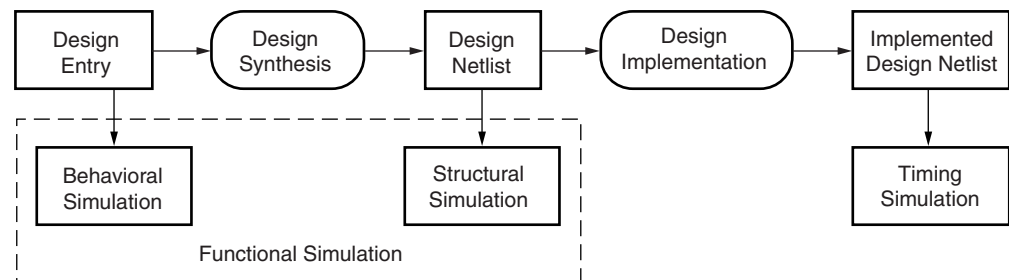 Design
Entry
Design
Synthesis
Design
Netlist
Design
Implementation
Implemented
Design Netlist
Behavioral
Simulation
Structural
Simulation
Timing
Simulation
Functional Simulation